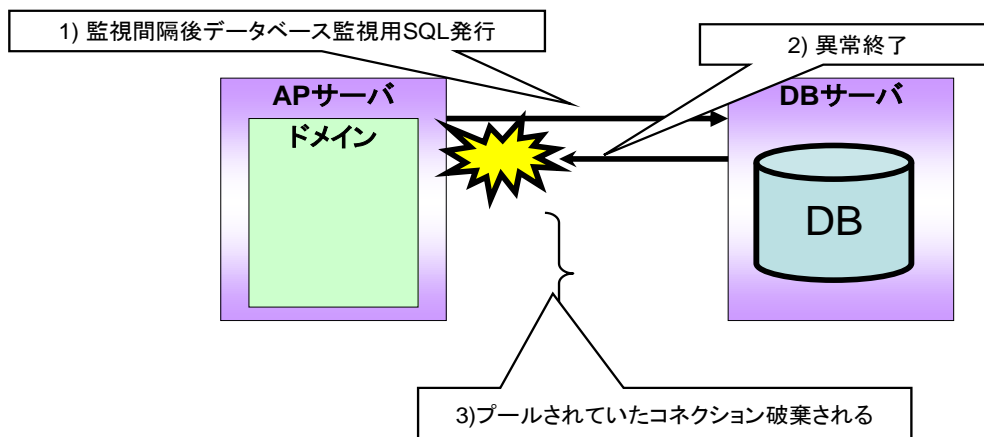 1) 監視間隔後データベース監視用SQL発行
2) 異常終了
APサーバ
DBサーバ
ドメイン
DB
3)プールされていたコネクション破棄される